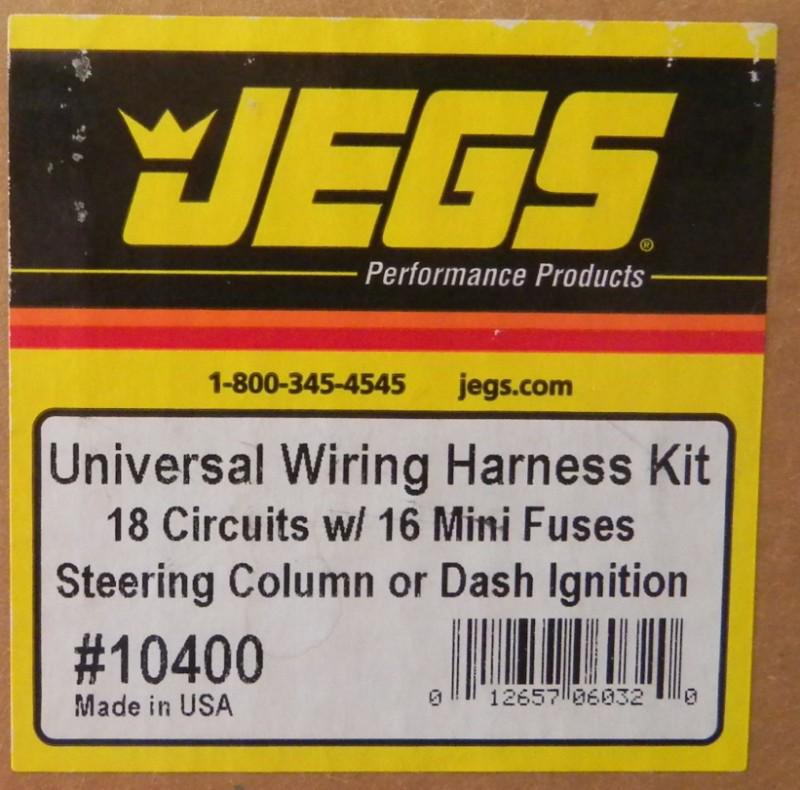 JEGS®
Performance Products
1-800-345-4545 jegs.com
Universal Wiring Harness Kit
18 Circuits w/ 16 Mini Fuses
Steering Column or Dash Ignition
#10400
Made in USA
0 12657 06032 0